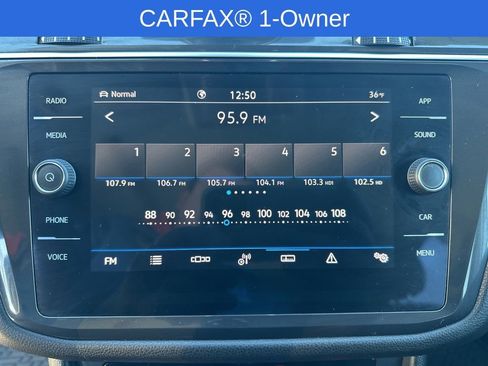 CARFAX® 1-Owner
RADIO
MEDIA
PHONE
VOICE
Normal
12:50
36°F
95.9 FM
1 2 3 4 5 6
107.9 FM 106.7 FM 105.7 FM 104.1 FM 103.3 HD1 102.5 HD
88 90 92 94 96 98 100 102 104 106 108
FM
APP
SOUND
CAR
MENU